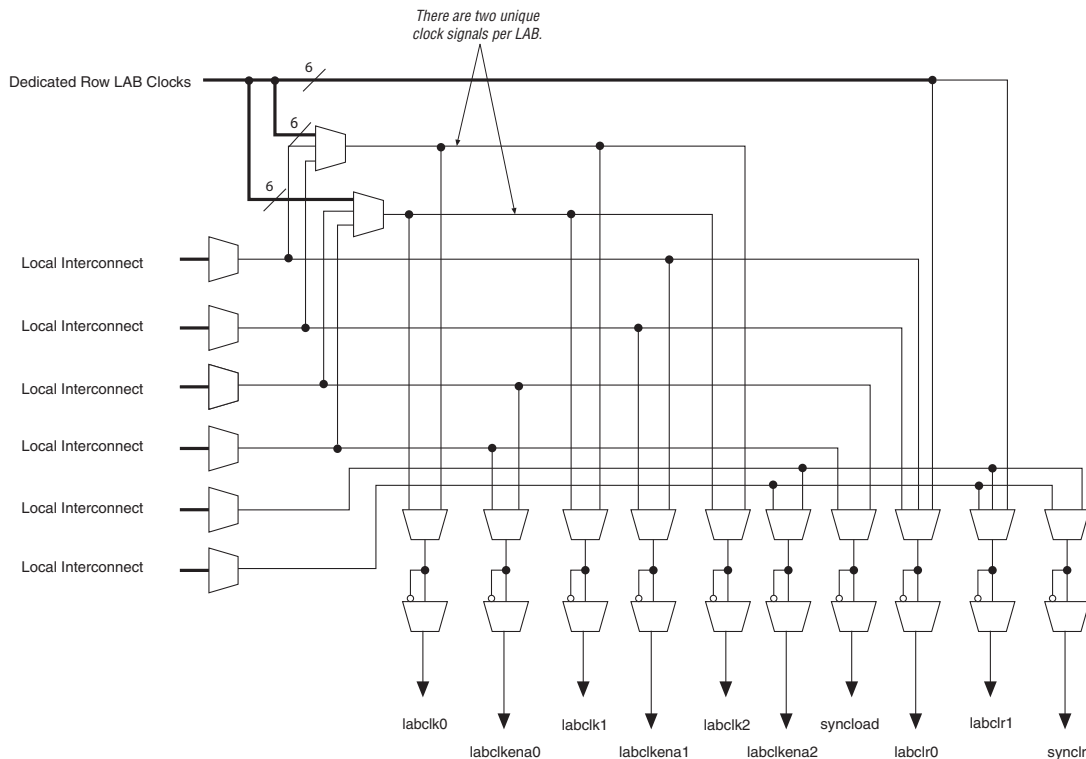 There are two unique
clock signals per LAB.
6
Dedicated Row LAB Clocks
6
6
Local Interconnect
Local Interconnect
Local Interconnect
Local Interconnect
Local Interconnect
Local Interconnect
labclk0
labclk1
labclk2
syncload
labclr1
labclkena0
labclkena1
labclkena2
labclr0
synclr